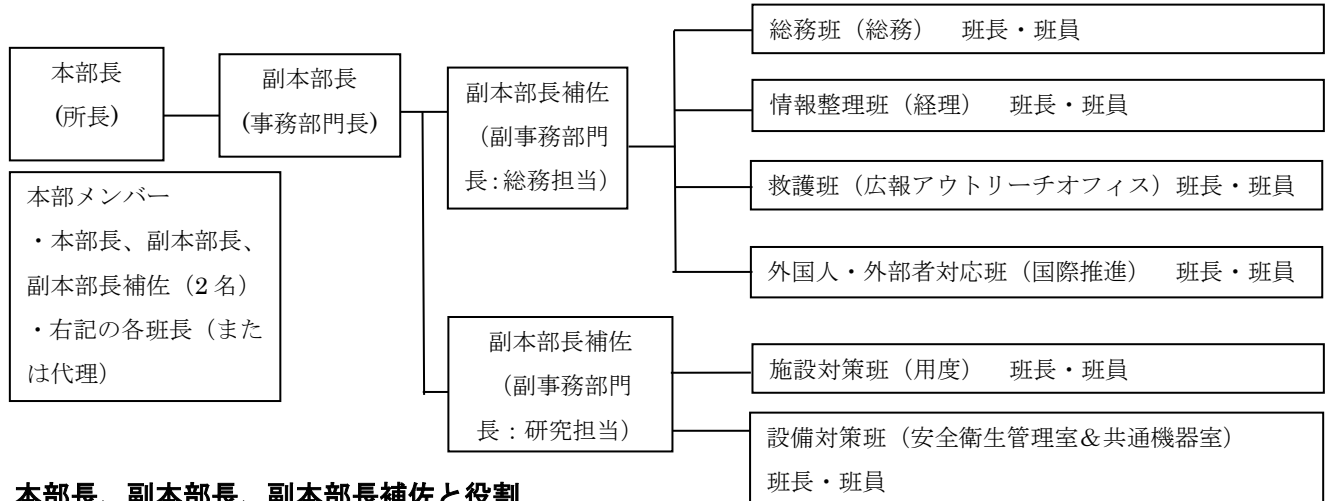 本部長
(所長)
副本部長
(事務部門長)
副本部長補佐
（副事務部門
長：総務担当）
総務班（総務）　班長・班員
情報整理班（経理）　班長・班員
救護班（広報アウトリーチオフィス）班長・班員
外国人・外部者対応班（国際推進）　班長・班員
本部メンバー
・本部長、副本部長、
副本部長補佐（2 名）
・右記の各班長（また
は代理）
副本部長補佐
（副事務部門
長：研究担当）
施設対策班（用度）　班長・班員
設備対策班（安全衛生管理室＆共通機器室）
班長・班員
本部長、副本部長、副本部長補佐と役割